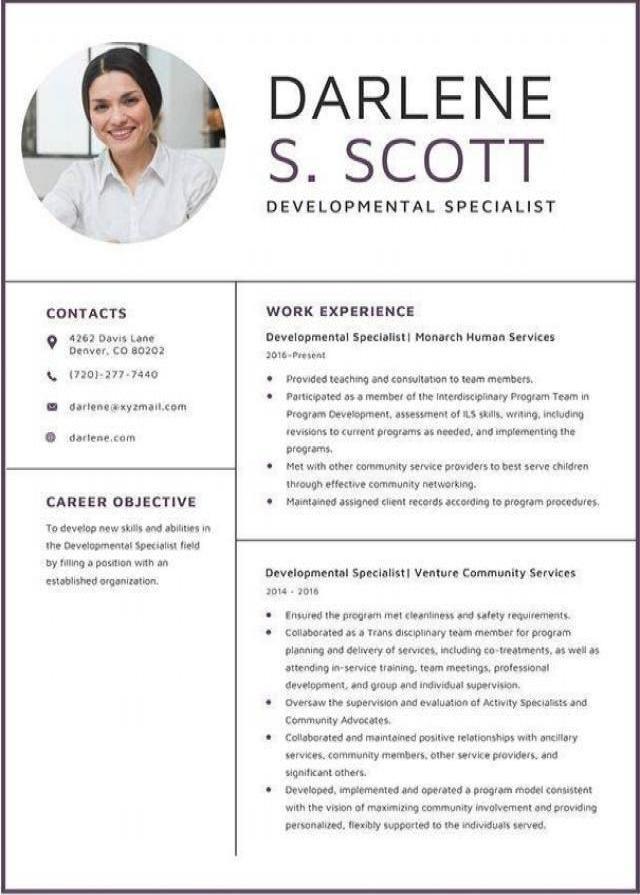 DARLENE
S. SCOTT
DEVELOPMENTAL SPECIALIST
CONTACTS
4262 Davis Lane
Denver, CO 80202
(720)-277-7440
darlene@xyzmail.com
darlene.com
CAREER OBJECTIVE
To develop new skills and abilities in
the Developmental Specialist field
by filling a position with an
established organization.
WORK EXPERIENCE
Developmental Specialist| Monarch Human Services
2016-Present
• Provided teaching and consultation to team members.
• Participated as a member of the Interdisciplinary Program Team in
Program Development, assessment of ILS skills, writing, including
revisions to current programs as needed, and implementing the
programs.
• Met with other community service providers to best serve children
through effective community networking.
• Maintained assigned client records according to program procedures.
Developmental Specialist| Venture Community Services
2014 - 2016
• Ensured the program met cleanliness and safety requirements.
• Collaborated as a Trans disciplinary team member for program
planning and delivery of services, including co-treatments, as well as
attending in-service training, team meetings, professional
development, and group and individual supervision.
• Oversaw the supervision and evaluation of Activity Specialists and
Community Advocates.
• Collaborated and maintained positive relationships with ancillary
services, community members, other service providers, and
significant others.
• Developed, implemented and operated a program model consistent
with the vision of maximizing community involvement and providing
personalized, flexibly supported to the individuals served.